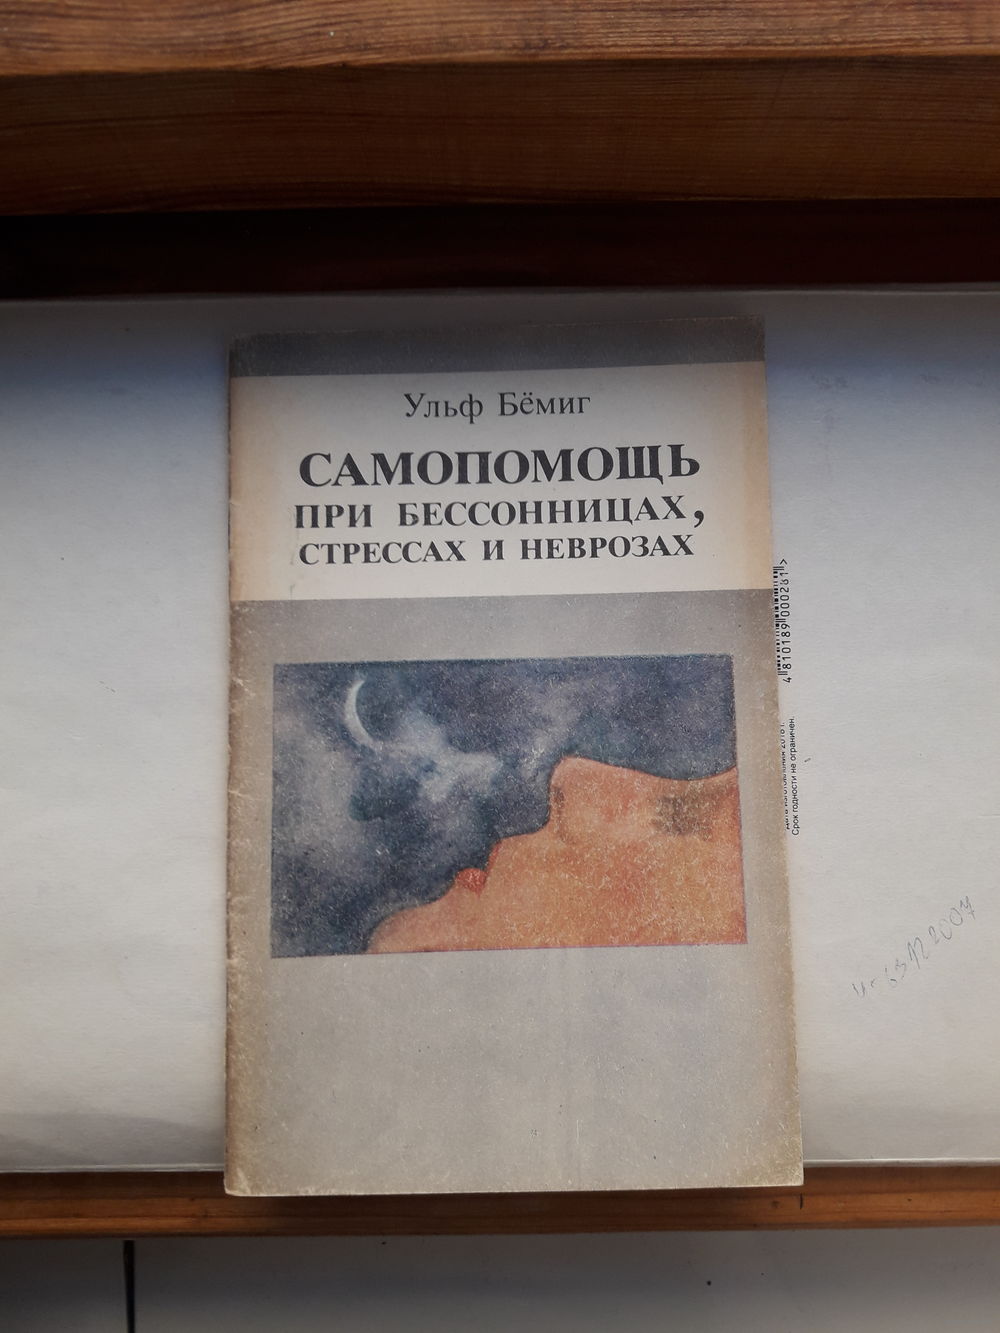 Ульф Бёмиг
САМОПОМОЩЬ
ПРИ БЕССОННИЦАХ,
СТРЕССАХ И НЕВРОЗАХ
4 810189 000281 >
Срок годности не ограничен.